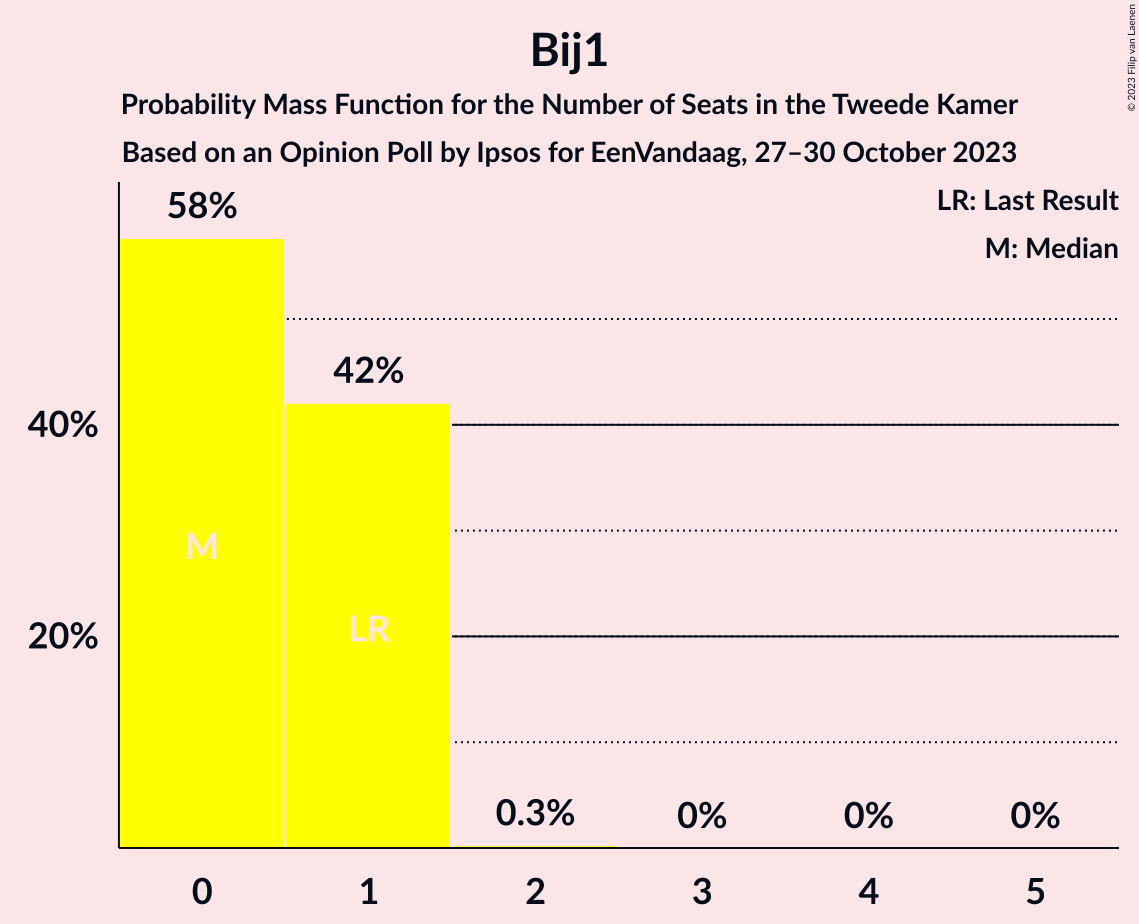 Bij1
Probability Mass Function for the Number of Seats in the Tweede Kamer
Based on an Opinion Poll by Ipsos for EenVandaag, 27–30 October 2023
© 2023 Filip van Laenen
LR: Last Result
M: Median
58%
42%
40%
M
LR
20%
0.3%
0%
0%
0%
0
1
2
3
4
5